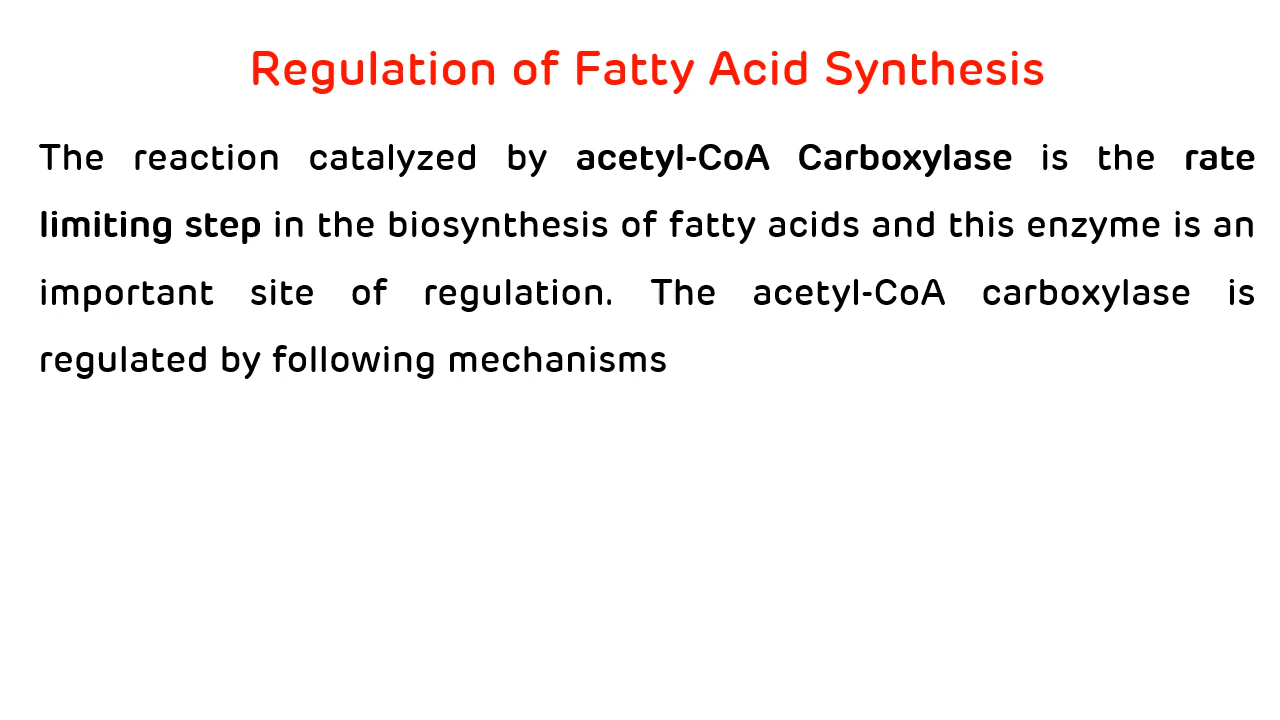 Regulation of Fatty Acid Synthesis
The reaction catalyzed by acetyl-CoA Carboxylase is the rate
limiting step in the biosynthesis of fatty acids and this enzyme is an
important site of regulation. The acetyl-CoA carboxylase is
regulated by following mechanisms